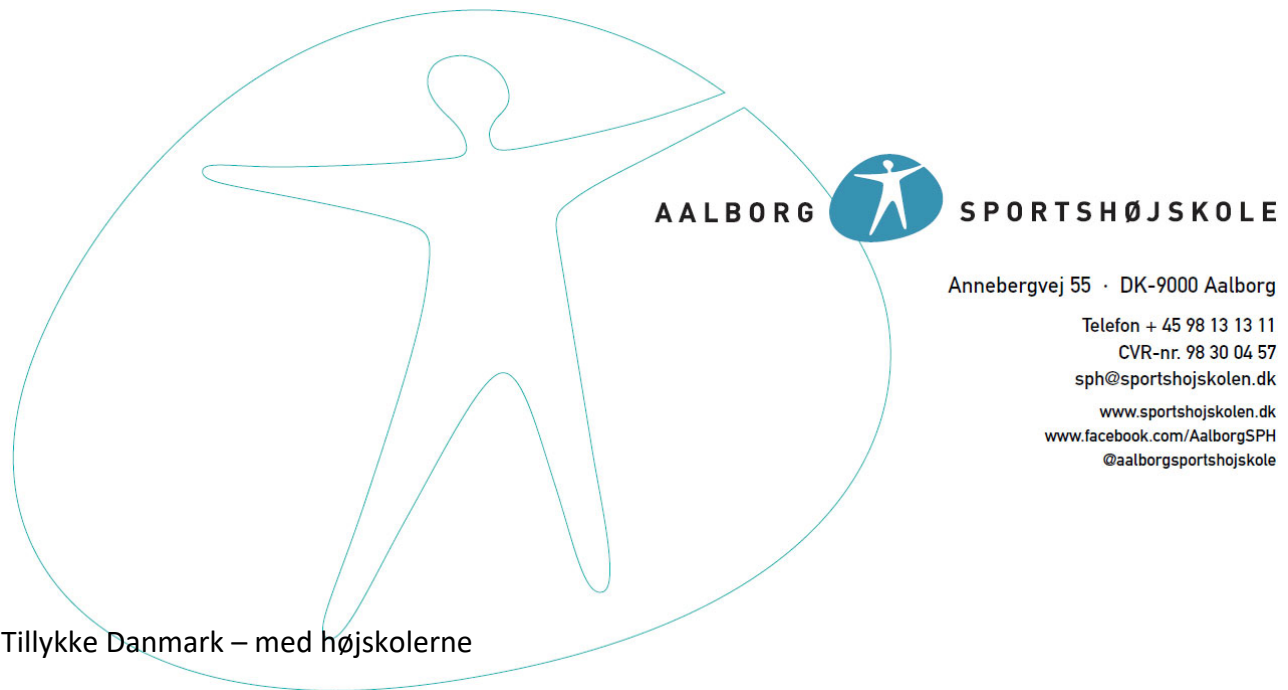 AALBORG SPORTSHØJSKOLE
Annebergvej 55 · DK-9000 Aalborg
Telefon + 45 98 13 13 11
CVR-nr. 98 30 04 57
sph@sportshojskolen.dk
www.sportshojskolen.dk
www.facebook.com/AalborgSPH
@aalborgsportshojskole
Tillykke Danmark – med højskolerne